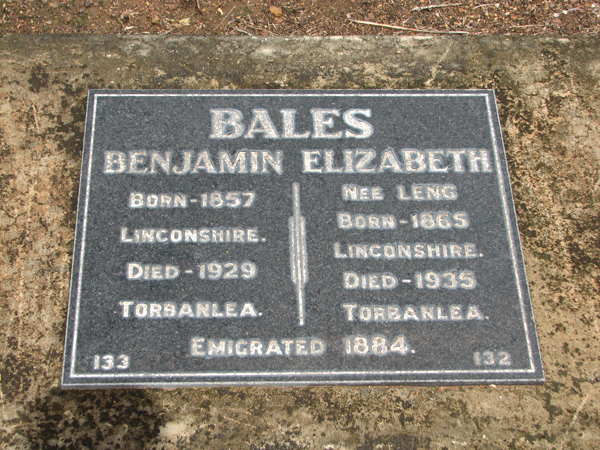 BALES
BENJAMIN ELIZABETH
BORN-1857
LINCONSHIRE.
DIED-1929
TORBANLEA.
NEE LENG
BORN-1865
LINCONSHIRE.
DIED-1935
TORBANLEA.
EMIGRATED 1884.
133
132